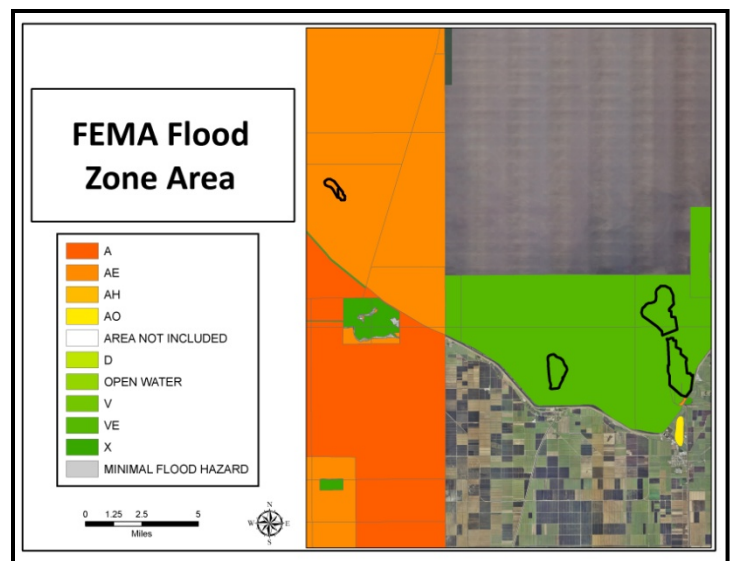 FEMA Flood
Zone Area
A
AE
AH
AO
AREA NOT INCLUDED
D
OPEN WATER
V
VE
X
MINIMAL FLOOD HAZARD
0 1.25 2.5 5
Miles
N
W E
S